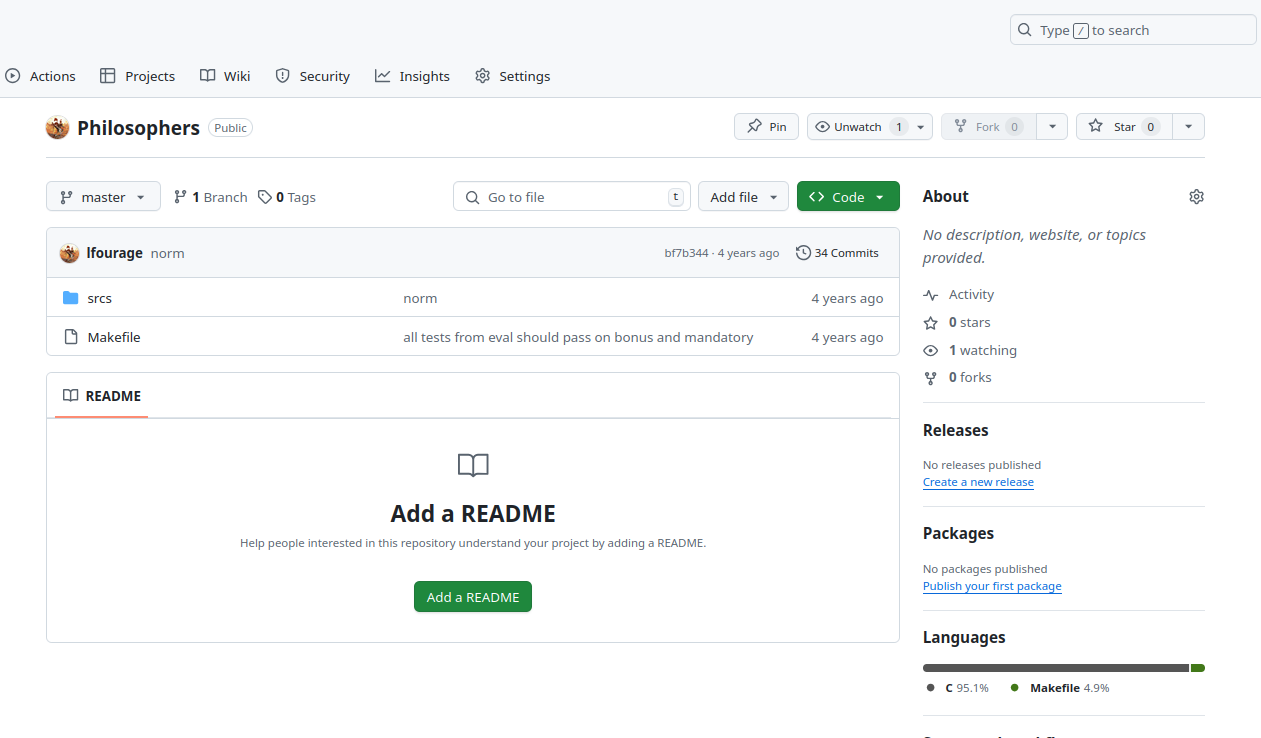 Type / to search
Actions Projects Wiki Security Insights Settings
Philosophers Public Pin Unwatch 1 Fork 0 Star 0
master 1 Branch 0 Tags Go to file t Add file Code
lfourage norm bf7b344 · 4 years ago 34 Commits
srcs norm 4 years ago
Makefile all tests from eval should pass on bonus and mandatory 4 years ago
README
Add a README
Help people interested in this repository understand your project by adding a README.
Add a README
About
No description, website, or topics
provided.
Activity
0 stars
1 watching
0 forks
Releases
No releases published
Create a new release
Packages
No packages published
Publish your first package
Languages
C 95.1% Makefile 4.9%